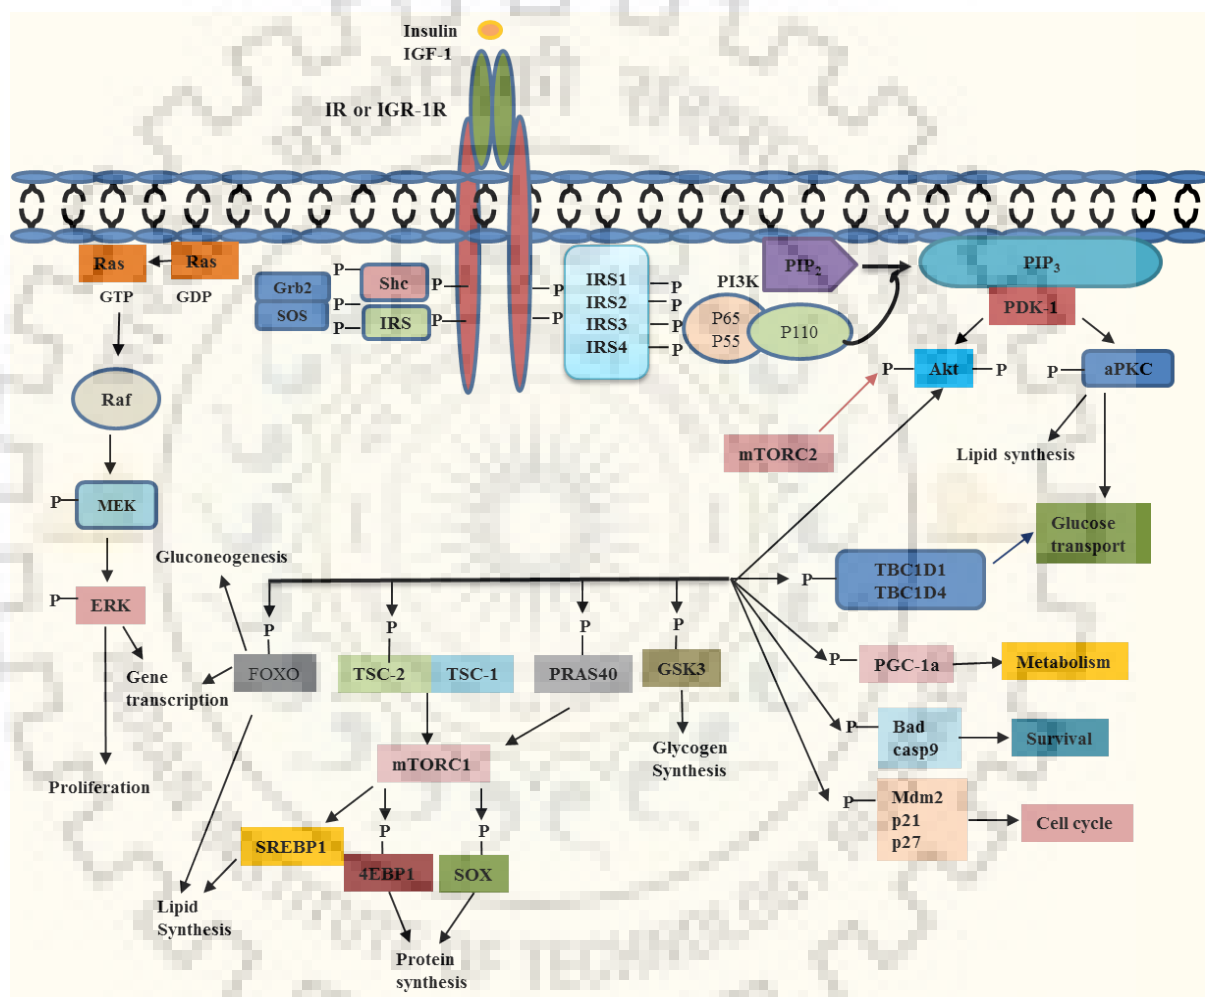 Insulin
IGF-1
IR or IGR-1R
Ras
Ras
GTP
GDP
Grb2
SOS
P
P
P
Shc
IRS
P
P
P
P
IRS1
IRS2
IRS3
IRS4
P
P
P
P
PI3K
P65
P55
P110
PIP2
PIP3
PDK-1
P
Akt
P
P
aPKC
mTORC2
Lipid synthesis
Glucose
transport
Raf
P
MEK
P
ERK
Gene
transcription
Proliferation
Gluconeogenesis
P
FOXO
P
TSC-2
TSC-1
P
PRAS40
P
GSK3
Glycogen
Synthesis
mTORC1
SREBP1
P
4EBP1
P
SOX
Lipid
Synthesis
Protein
synthesis
P
TBC1D1
TBC1D4
P
PGC-1a
Metabolism
P
Bad
casp9
Survival
P
Mdm2
p21
p27
Cell cycle